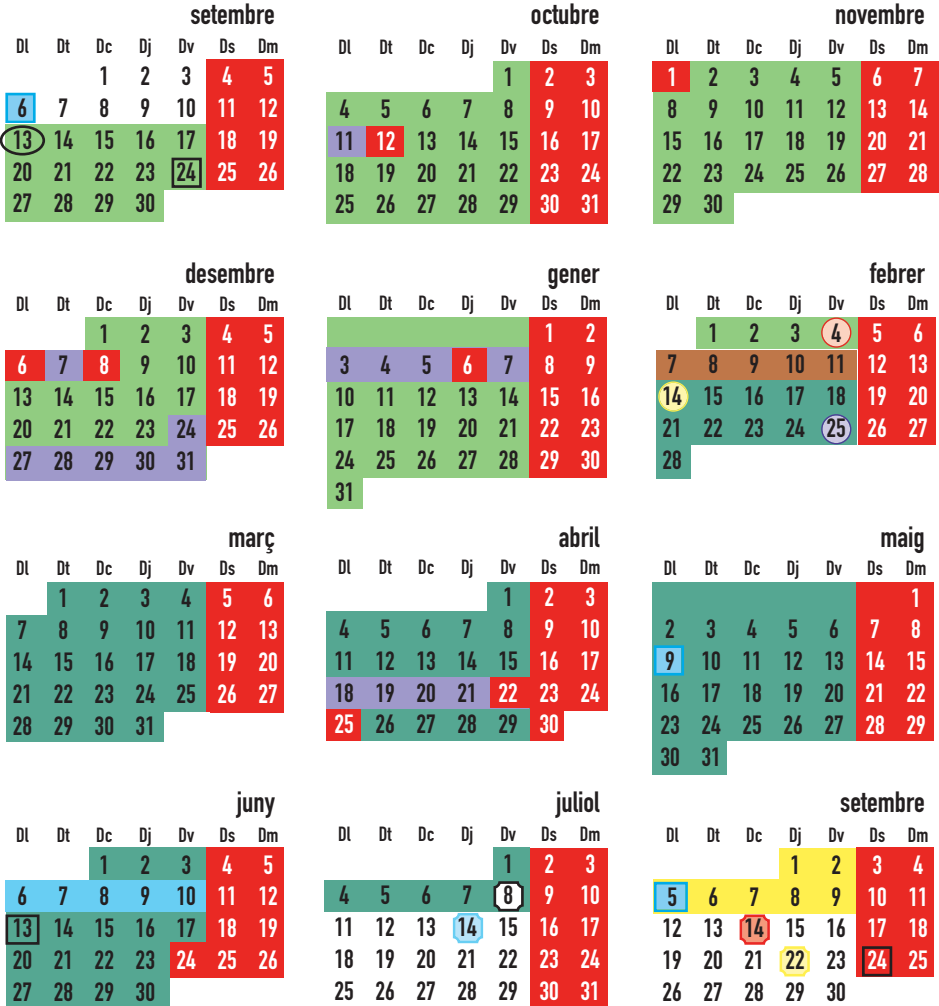 setembre
Dl Dt Dc Dj Dv Ds Dm
1 2 3 4 5
6 7 8 9 10 11 12
13 14 15 16 17 18 19
20 21 22 23 24 25 26
27 28 29 30
octubre
Dl Dt Dc Dj Dv Ds Dm
1 2 3
4 5 6 7 8 9 10
11 12 13 14 15 16 17
18 19 20 21 22 23 24
25 26 27 28 29 30 31
novembre
Dl Dt Dc Dj Dv Ds Dm
1 2 3 4 5 6 7
8 9 10 11 12 13 14
15 16 17 18 19 20 21
22 23 24 25 26 27 28
29 30
desembre
Dl Dt Dc Dj Dv Ds Dm
1 2 3 4 5
6 7 8 9 10 11 12
13 14 15 16 17 18 19
20 21 22 23 24 25 26
27 28 29 30 31
gener
Dl Dt Dc Dj Dv Ds Dm
1 2
3 4 5 6 7 8 9
10 11 12 13 14 15 16
17 18 19 20 21 22 23
24 25 26 27 28 29 30
31
febrer
Dl Dt Dc Dj Dv Ds Dm
1 2 3 4 5 6
7 8 9 10 11 12 13
14 15 16 17 18 19 20
21 22 23 24 25 26 27
28
març
Dl Dt Dc Dj Dv Ds Dm
1 2 3 4 5 6
7 8 9 10 11 12 13
14 15 16 17 18 19 20
21 22 23 24 25 26 27
28 29 30 31
abril
Dl Dt Dc Dj Dv Ds Dm
1 2 3
4 5 6 7 8 9 10
11 12 13 14 15 16 17
18 19 20 21 22 23 24
25 26 27 28 29 30
maig
Dl Dt Dc Dj Dv Ds Dm
1
2 3 4 5 6 7 8
9 10 11 12 13 14 15
16 17 18 19 20 21 22
23 24 25 26 27 28 29
30 31
juny
Dl Dt Dc Dj Dv Ds Dm
1 2 3 4 5
6 7 8 9 10 11 12
13 14 15 16 17 18 19
20 21 22 23 24 25 26
27 28 29 30
juliol
Dl Dt Dc Dj Dv Ds Dm
1 2 3
4 5 6 7 8 9 10
11 12 13 14 15 16 17
18 19 20 21 22 23 24
25 26 27 28 29 30 31
setembre
Dl Dt Dc Dj Dv Ds Dm
1 2 3 4
5 6 7 8 9 10 11
12 13 14 15 16 17 18
19 20 21 22 23 24 25
26 27 28 29 30